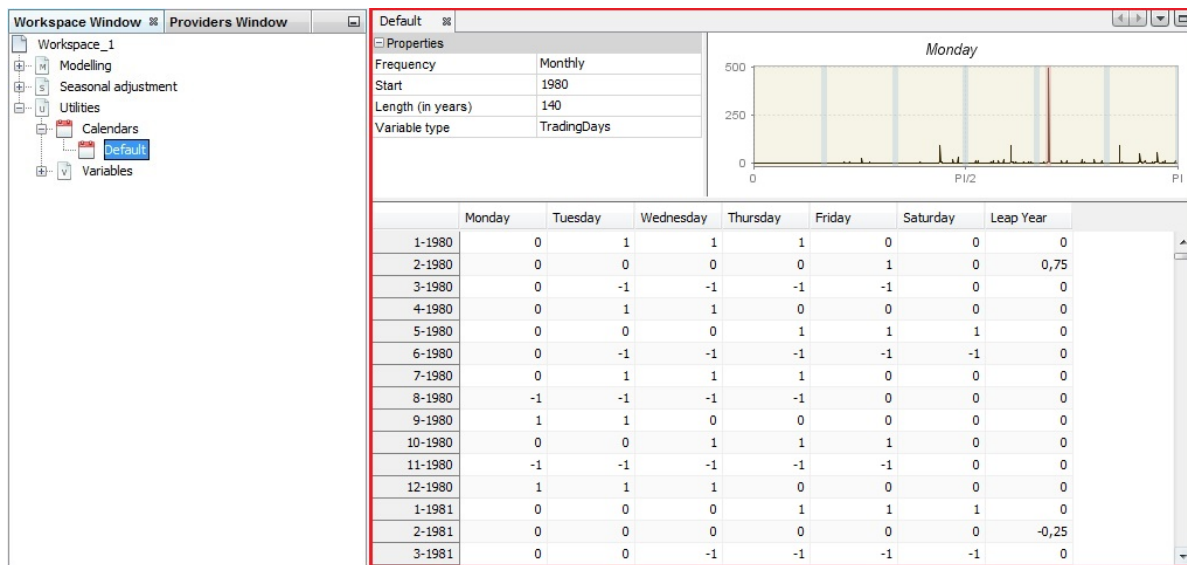 Workspace Window Providers Window
Workspace_1
M Modelling
S Seasonal adjustment
U Utilities
Calendars
Default
V Variables
Default
Properties
Frequency Monthly
Start 1980
Length (in years) 140
Variable type TradingDays
Monday
500
250
0
0 PI/2 PI
Monday Tuesday Wednesday Thursday Friday Saturday Leap Year
1-1980 0 1 1 1 0 0 0
2-1980 0 0 0 0 1 0 0,75
3-1980 0 -1 -1 -1 -1 0 0
4-1980 0 1 1 0 0 0 0
5-1980 0 0 0 1 1 1 0
6-1980 0 -1 -1 -1 -1 -1 0
7-1980 0 1 1 1 0 0 0
8-1980 -1 -1 -1 -1 0 0 0
9-1980 1 1 0 0 0 0 0
10-1980 0 0 1 1 1 0 0
11-1980 -1 -1 -1 -1 -1 0 0
12-1980 1 1 1 0 0 0 0
1-1981 0 0 0 1 1 1 0
2-1981 0 0 0 0 0 0 -0,25
3-1981 0 0 -1 -1 -1 -1 0